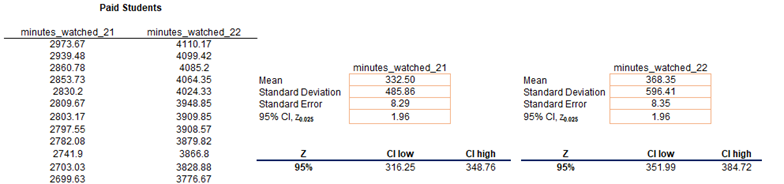 Paid Students
minutes_watched_21 minutes_watched_22
2973.67 4110.17
2939.48 4099.42
2860.78 4085.2
2853.73 4064.35
2830.2 4024.33
2809.67 3948.85
2803.17 3909.85
2797.55 3908.57
2782.08 3879.82
2741.9 3866.8
2703.03 3828.88
2699.63 3776.67
minutes_watched_21
Mean 332.50
Standard Deviation 485.86
Standard Error 8.29
95% CI, z0.025 1.96
Z CI low CI high
95% 316.25 348.76
minutes_watched_22
Mean 368.35
Standard Deviation 596.41
Standard Error 8.35
95% CI, z0.025 1.96
Z CI low CI high
95% 351.99 384.72